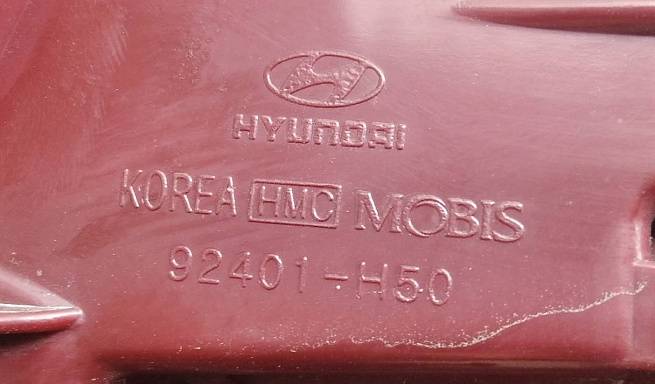 HYUNDAI
KOREA HMC MOBIS
92401-H50